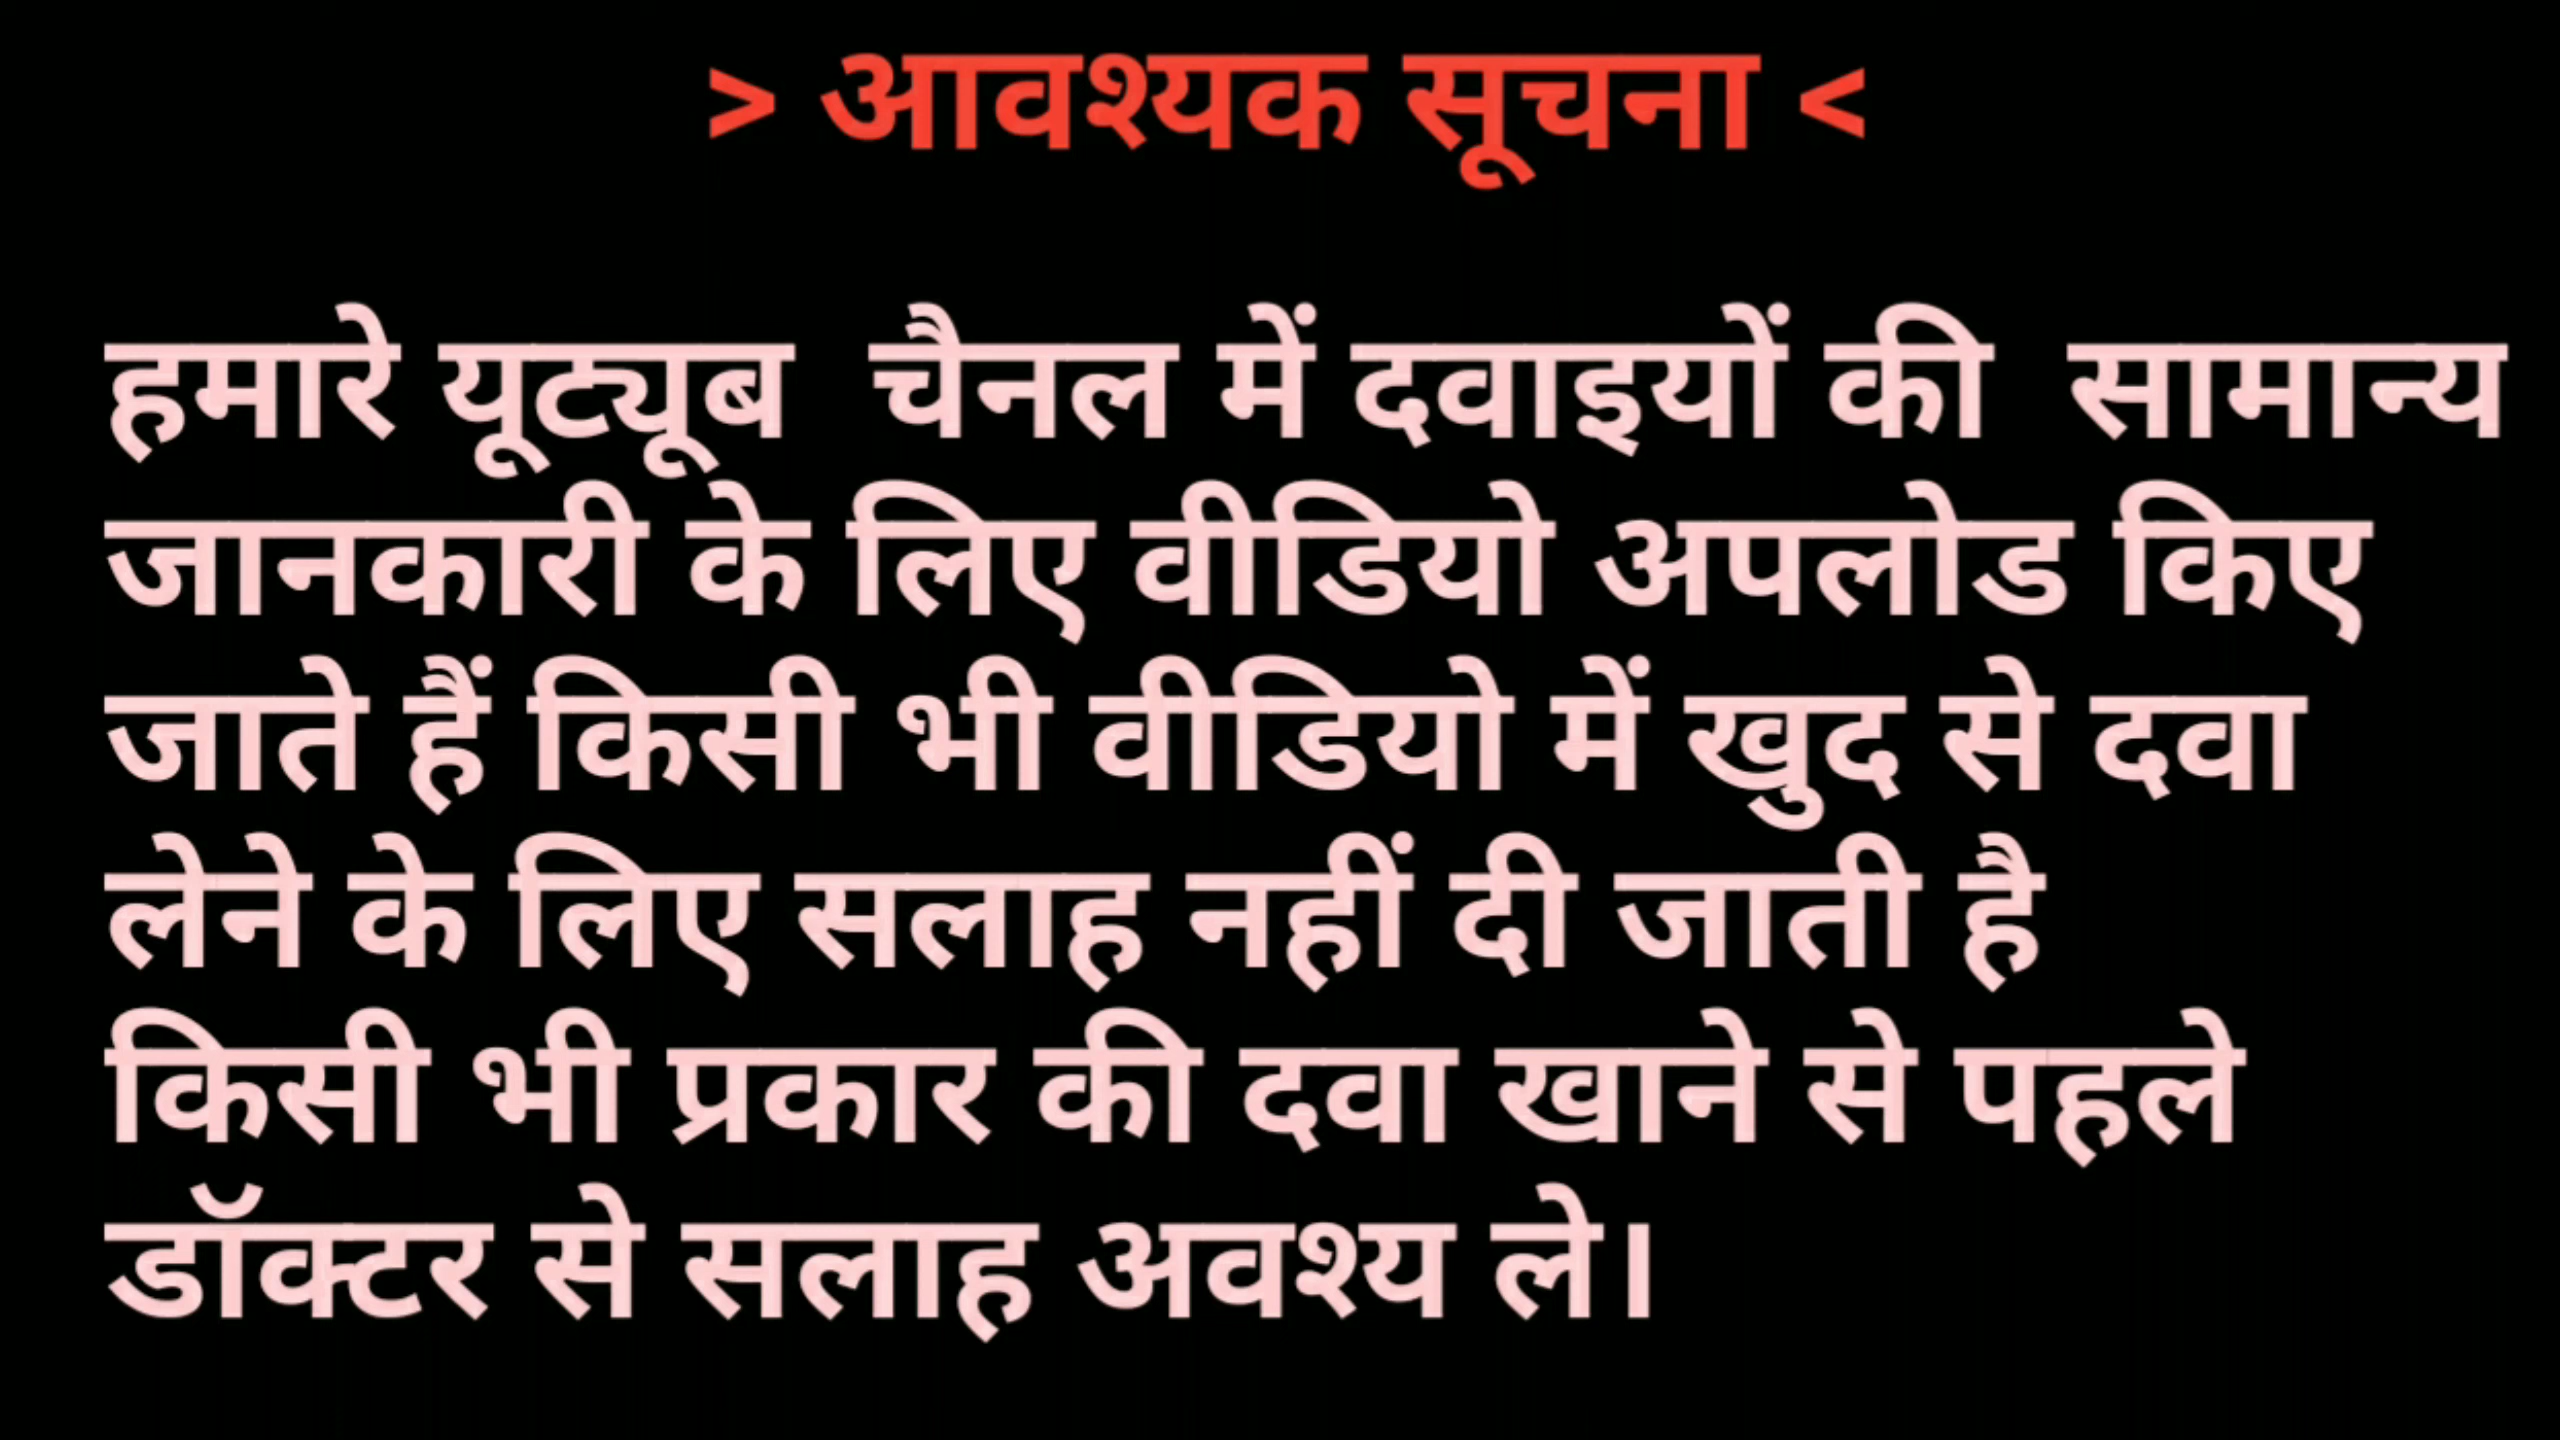 > आवश्यक सूचना <
हमारे यूट्यूब  चैनल में दवाइयों की  सामान्य
जानकारी के लिए वीडियो अपलोड किए
जाते हैं किसी भी वीडियो में खुद से दवा
लेने के लिए सलाह नहीं दी जाती है
किसी भी प्रकार की दवा खाने से पहले
डॉक्टर से सलाह अवश्य ले।